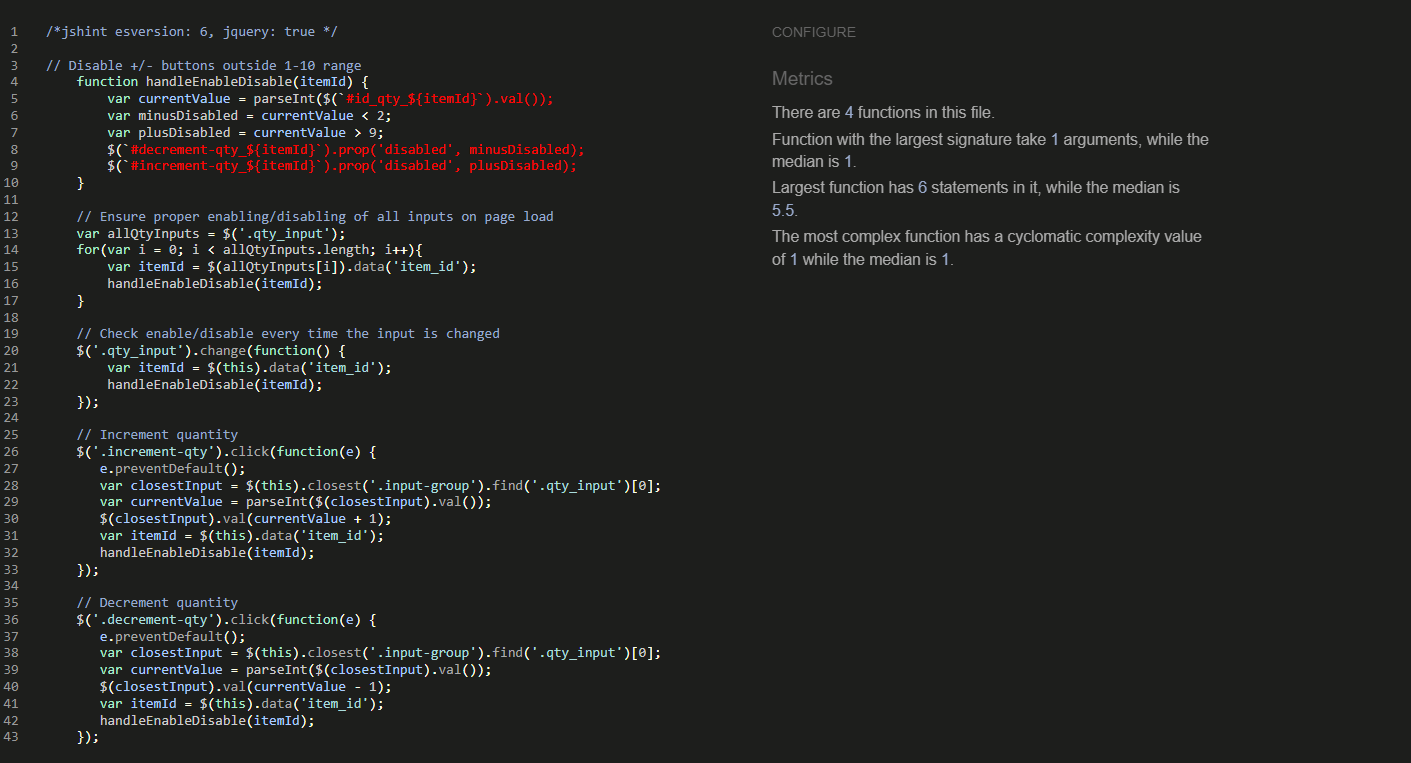 1 /*jshint esversion: 6, jquery: true */
2
3 // Disable +/- buttons outside 1-10 range
4 function handleEnableDisable(itemId) {
5 var currentValue = parseInt($(`#id_qty_${itemId}`).val());
6 var minusDisabled = currentValue < 2;
7 var plusDisabled = currentValue > 9;
8 $(`#decrement-qty_${itemId}`).prop('disabled', minusDisabled);
9 $(`#increment-qty_${itemId}`).prop('disabled', plusDisabled);
10 }
11
12 // Ensure proper enabling/disabling of all inputs on page load
13 var allQtyInputs = $('.qty_input');
14 for(var i = 0; i < allQtyInputs.length; i++){
15 var itemId = $(allQtyInputs[i]).data('item_id');
16 handleEnableDisable(itemId);
17 }
18
19 // Check enable/disable every time the input is changed
20 $('.qty_input').change(function() {
21 var itemId = $(this).data('item_id');
22 handleEnableDisable(itemId);
23 });
24
25 // Increment quantity
26 $('.increment-qty').click(function(e) {
27 e.preventDefault();
28 var closestInput = $(this).closest('.input-group').find('.qty_input')[0];
29 var currentValue = parseInt($(closestInput).val());
30 $(closestInput).val(currentValue + 1);
31 var itemId = $(this).data('item_id');
32 handleEnableDisable(itemId);
33 });
34
35 // Decrement quantity
36 $('.decrement-qty').click(function(e) {
37 e.preventDefault();
38 var closestInput = $(this).closest('.input-group').find('.qty_input')[0];
39 var currentValue = parseInt($(closestInput).val());
40 $(closestInput).val(currentValue - 1);
41 var itemId = $(this).data('item_id');
42 handleEnableDisable(itemId);
43 });
CONFIGURE
Metrics
There are 4 functions in this file.
Function with the largest signature take 1 arguments, while the
median is 1.
Largest function has 6 statements in it, while the median is
5.5.
The most complex function has a cyclomatic complexity value
of 1 while the median is 1.